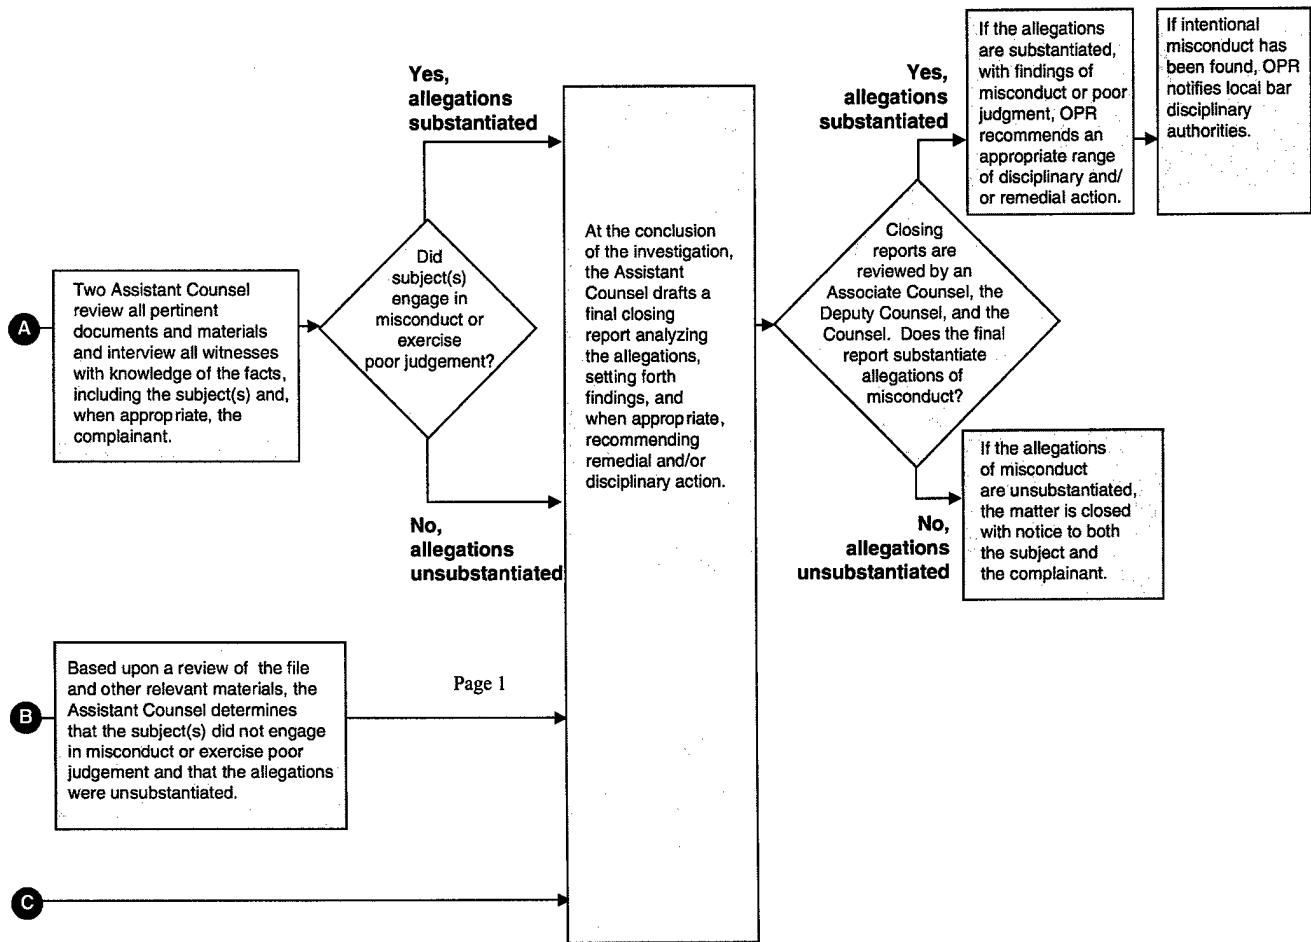 A
Two Assistant Counsel
review all pertinent
documents and materials
and interview all witnesses
with knowledge of the facts,
including the subject(s) and,
when appropriate, the
complainant.
Did
subject(s)
engage in
misconduct or
exercise
poor judgement?
Yes,
allegations
substantiated
No,
allegations
unsubstantiated
B
Based upon a review of the file
and other relevant materials, the
Assistant Counsel determines
that the subject(s) did not engage
in misconduct or exercise poor
judgement and that the allegations
were unsubstantiated.
Page 1
C
At the conclusion
of the investigation,
the Assistant
Counsel drafts a
final closing
report analyzing
the allegations,
setting forth
findings, and
when appropriate,
recommending
remedial and/or
disciplinary action.
Closing
reports are
reviewed by an
Associate Counsel, the
Deputy Counsel, and the
Counsel. Does the final
report substantiate
allegations of
misconduct?
Yes,
allegations
substantiated
If the allegations
are substantiated,
with findings of
misconduct or poor
judgment, OPR
recommends an
appropriate range
of disciplinary and/
or remedial action.
If intentional
misconduct has
been found, OPR
notifies local bar
disciplinary
authorities.
No,
allegations
unsubstantiated
If the allegations
of misconduct
are unsubstantiated,
the matter is closed
with notice to both
the subject and
the complainant.